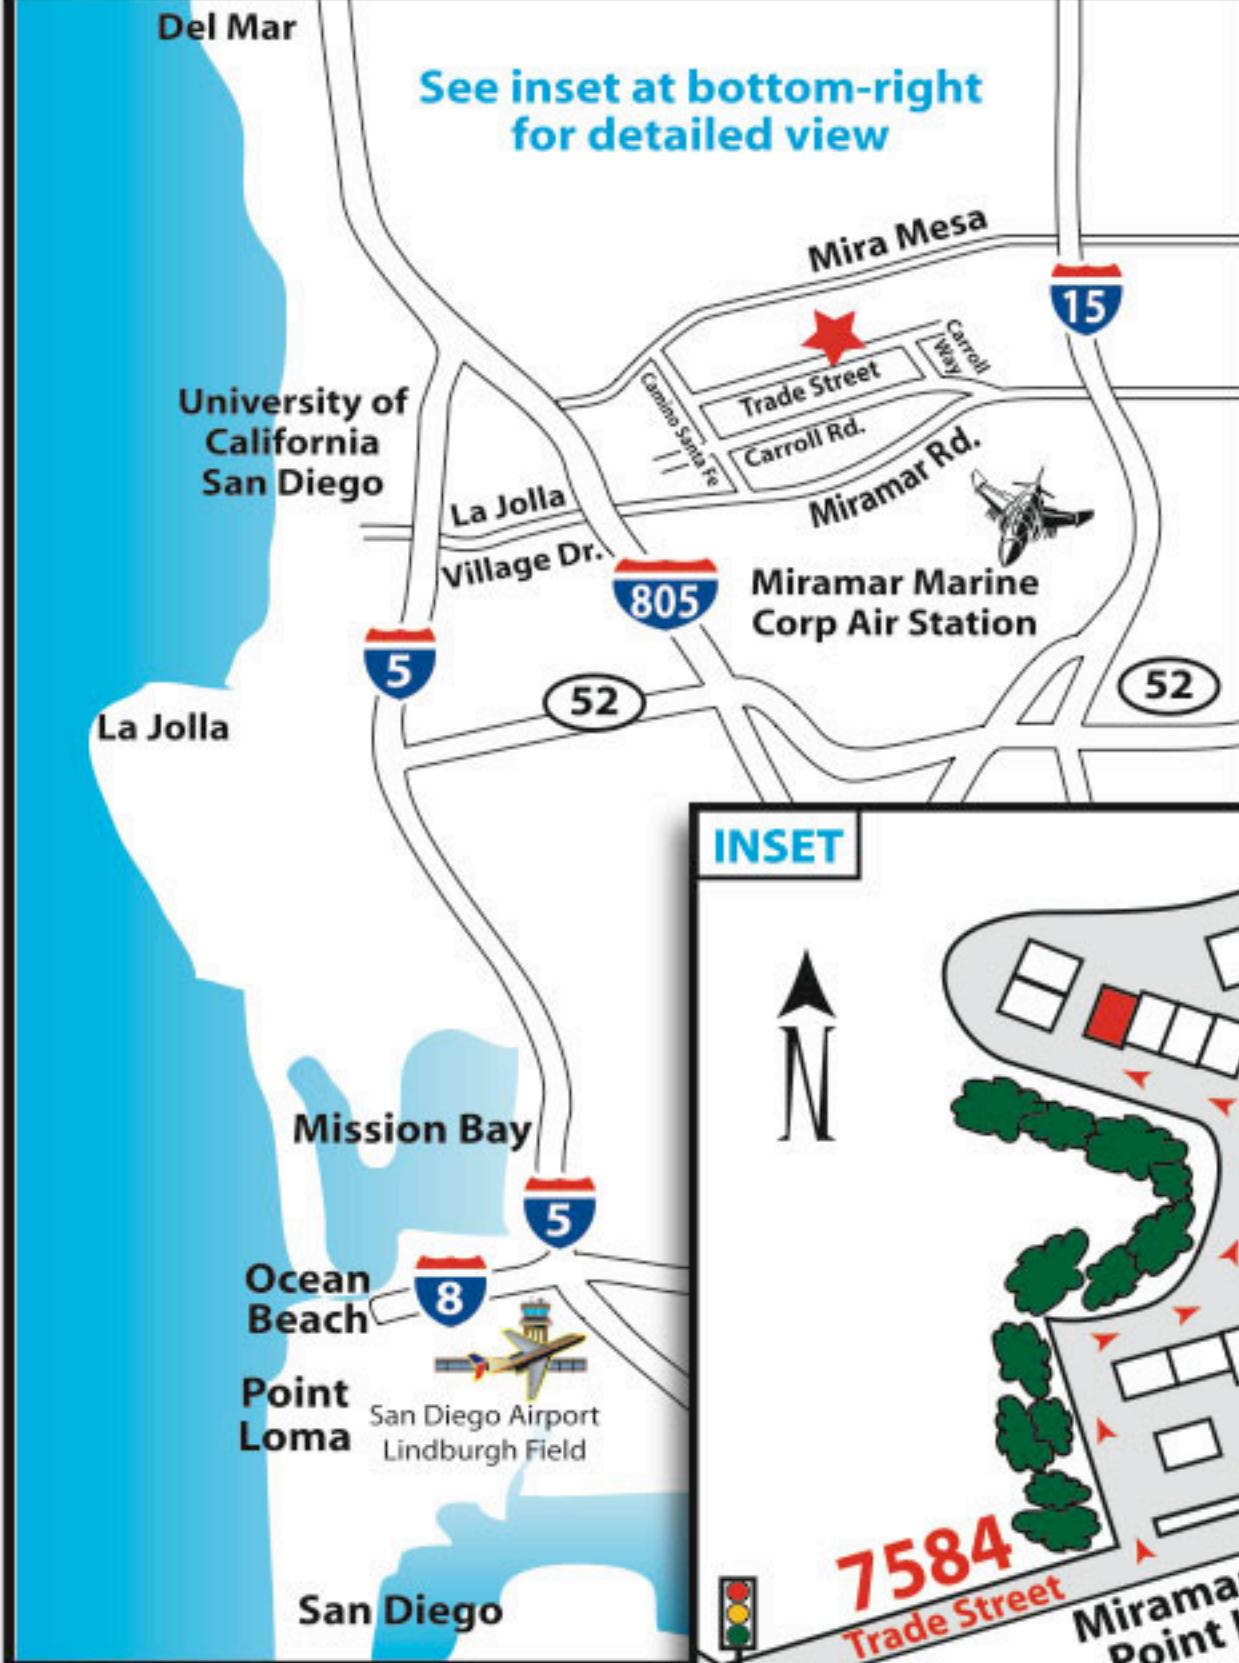 Del Mar
See inset at bottom-right
for detailed view
Mira Mesa
15
Carroll
Way
Trade Street
Camino Santa Fe
Carroll Rd.
Miramar Rd.
University of
California
San Diego
La Jolla
Village Dr.
805
Miramar Marine
Corp Air Station
5
52
52
La Jolla
INSET
N
Mission Bay
5
Ocean
Beach
8
Point
Loma
San Diego Airport
Lindburgh Field
San Diego
7584
Trade Street
Mirama
Point